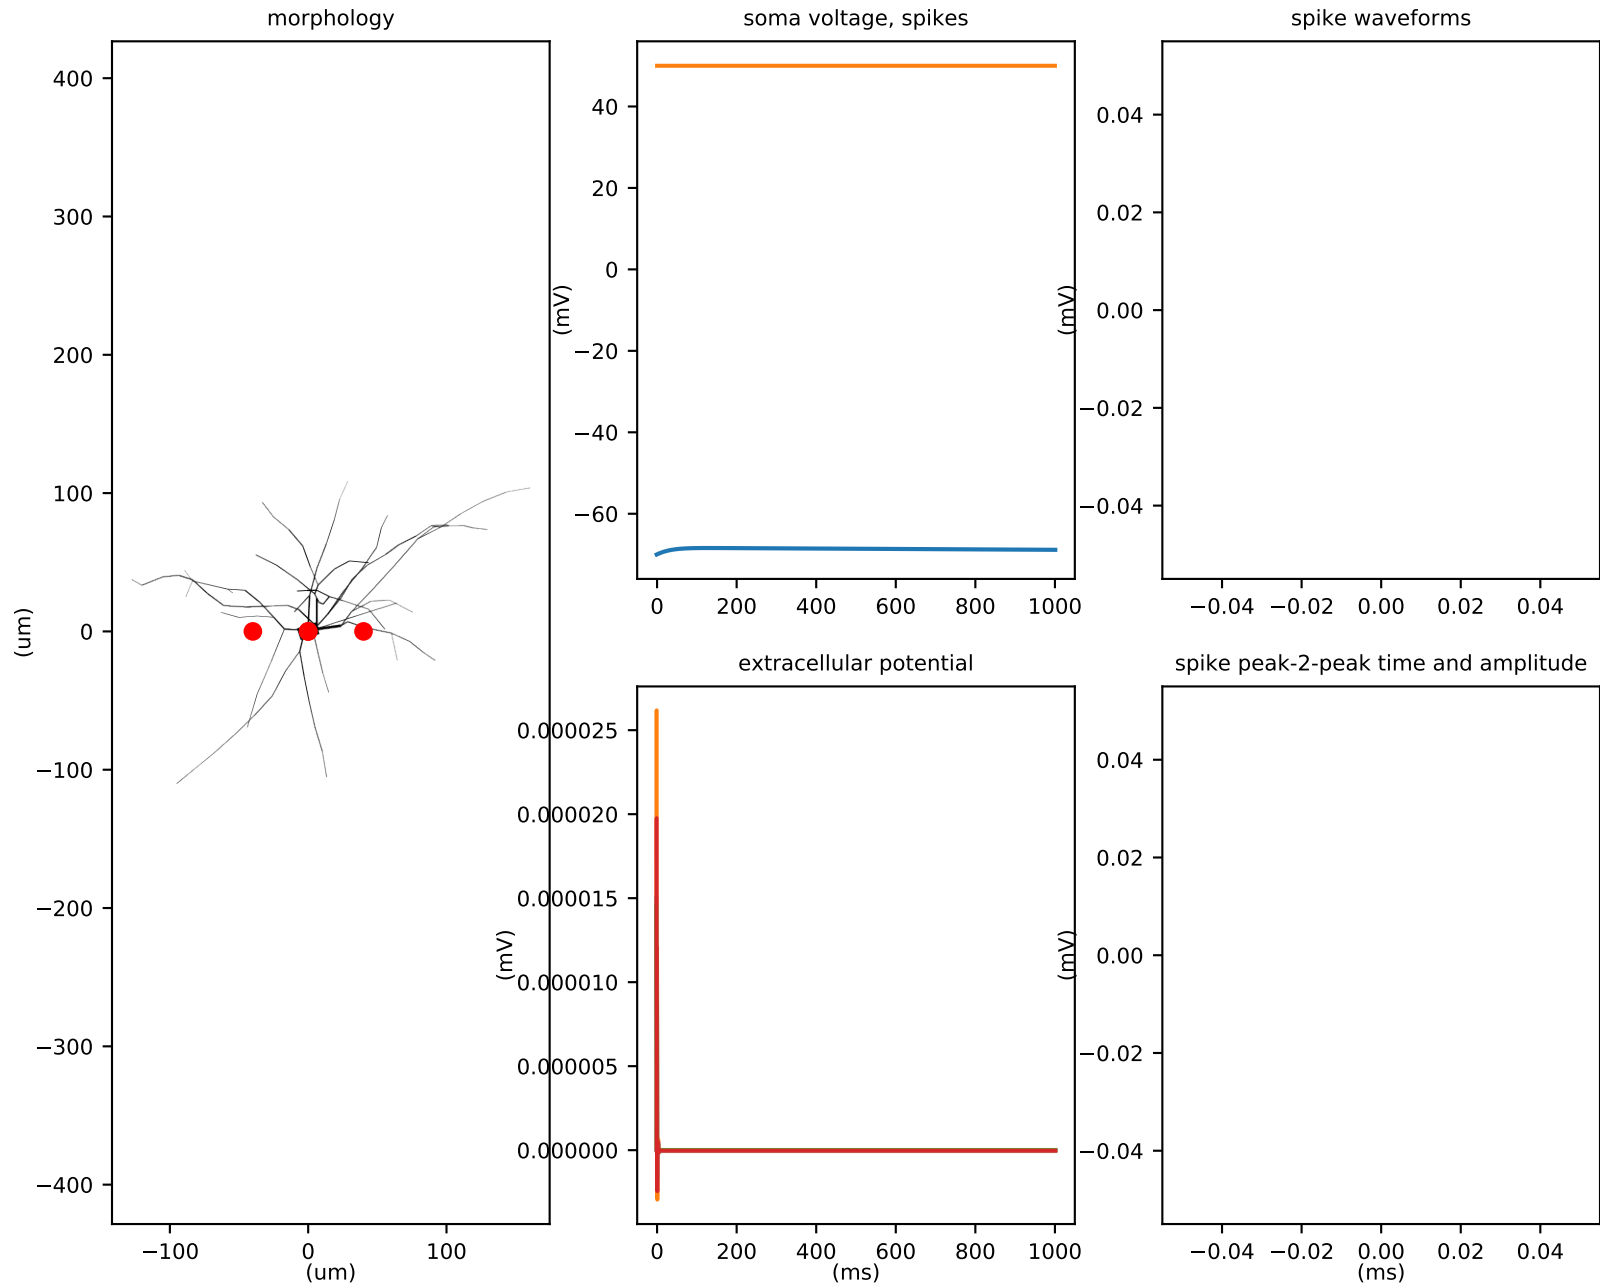 morphology
400
300
200
100
0
−100
−200
−300
−400
(um)
−100 0 100
(um)
soma voltage, spikes
40
20
0
−20
−40
−60
(mV)
0 200 400 600 800 1000
spike waveforms
0.04
0.02
0.00
−0.02
−0.04
(mV)
−0.04 −0.02 0.00 0.02 0.04
extracellular potential
0.000025
0.000020
0.000015
0.000010
0.000005
0.000000
(mV)
0 200 400 600 800 1000
(ms)
spike peak-2-peak time and amplitude
0.04
0.02
0.00
−0.02
−0.04
(mV)
−0.04 −0.02 0.00 0.02 0.04
(ms)